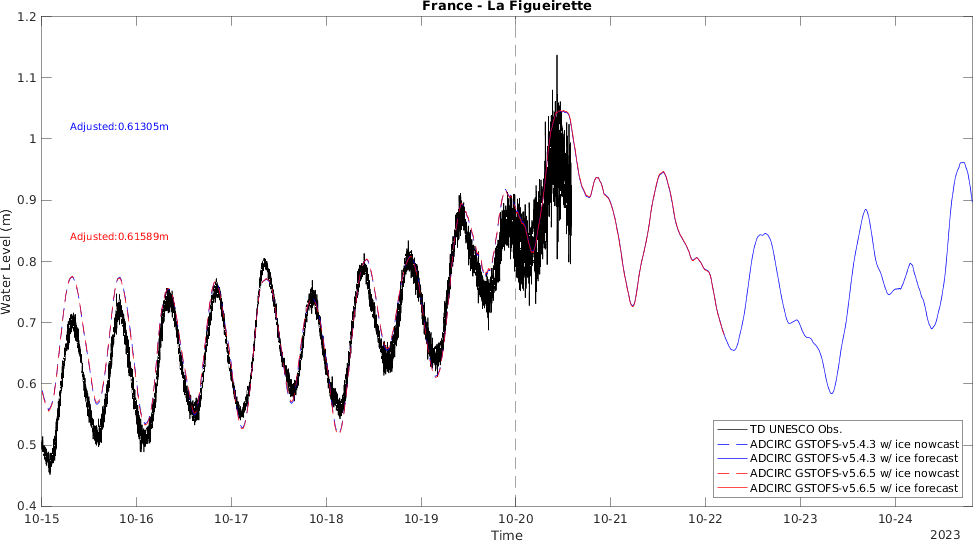 France - La Figueirette
1.2
1.1
1
0.9
0.8
0.7
0.6
0.5
0.4
Water Level (m)
Adjusted:0.61305m
Adjusted:0.61589m
TD UNESCO Obs.
ADCIRC GSTOFS-v5.4.3 w/ ice nowcast
ADCIRC GSTOFS-v5.4.3 w/ ice forecast
ADCIRC GSTOFS-v5.6.5 w/ ice nowcast
ADCIRC GSTOFS-v5.6.5 w/ ice forecast
10-15 10-16 10-17 10-18 10-19 10-20 10-21 10-22 10-23 10-24
Time
2023